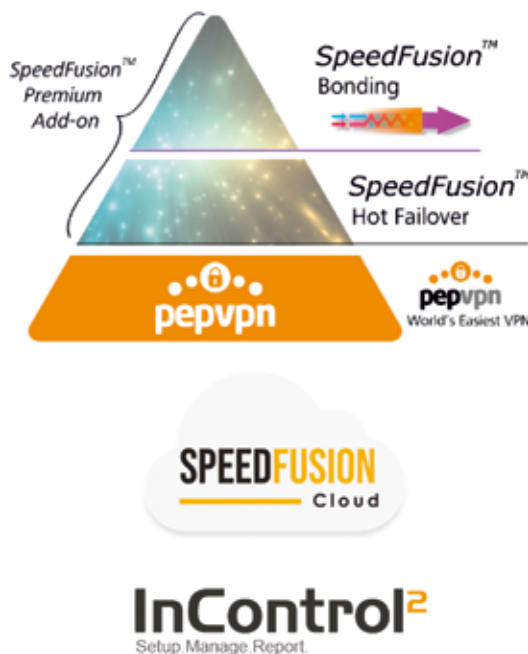 SpeedFusion™
Premium
Add-on
SpeedFusion™
Bonding
SpeedFusion™
Hot Failover
pepvpn
pepvpn
World's Easiest VPN
SPEEDFUSION
Cloud
InControl²
Setup.Manage.Report.